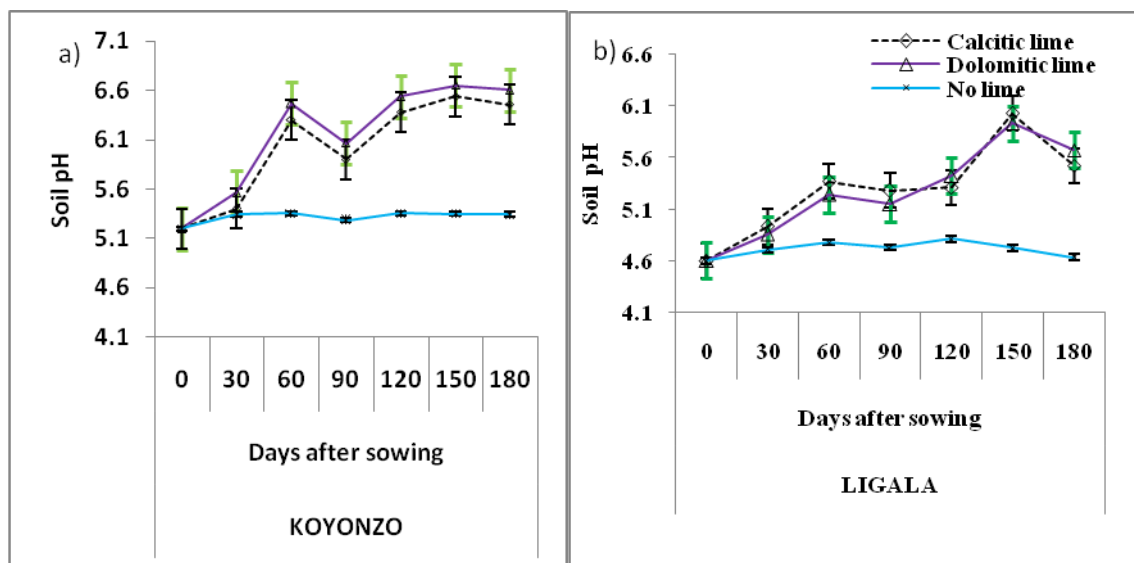 a)
7.1
6.6
6.1
5.6
5.1
4.6
4.1
Soil pH
0 30 60 90 120 150 180
Days after sowing
KOYONZO
b)
Calcitic lime
Dolomitic lime
No lime
6.6
6.1
5.6
5.1
4.6
4.1
Soil pH
0 30 60 90 120 150 180
Days after sowing
LIGALA